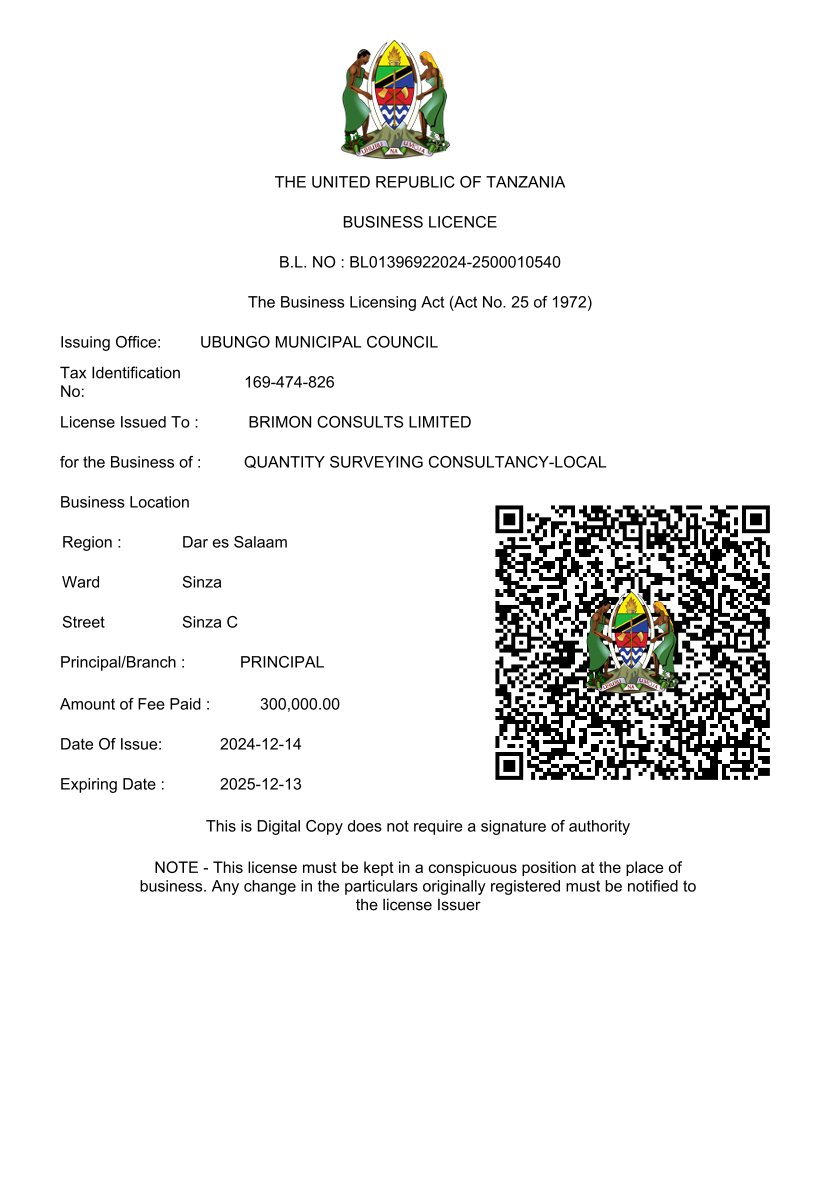 UHURU NA UMOJA
THE UNITED REPUBLIC OF TANZANIA
BUSINESS LICENCE
B.L. NO : BL01396922024-2500010540
The Business Licensing Act (Act No. 25 of 1972)
Issuing Office: UBUNGO MUNICIPAL COUNCIL
Tax Identification
No: 169-474-826
License Issued To : BRIMON CONSULTS LIMITED
for the Business of : QUANTITY SURVEYING CONSULTANCY-LOCAL
Business Location
Region : Dar es Salaam
Ward Sinza
Street Sinza C
Principal/Branch : PRINCIPAL
Amount of Fee Paid : 300,000.00
Date Of Issue: 2024-12-14
Expiring Date : 2025-12-13
This is Digital Copy does not require a signature of authority
NOTE - This license must be kept in a conspicuous position at the place of
business. Any change in the particulars originally registered must be notified to
the license Issuer